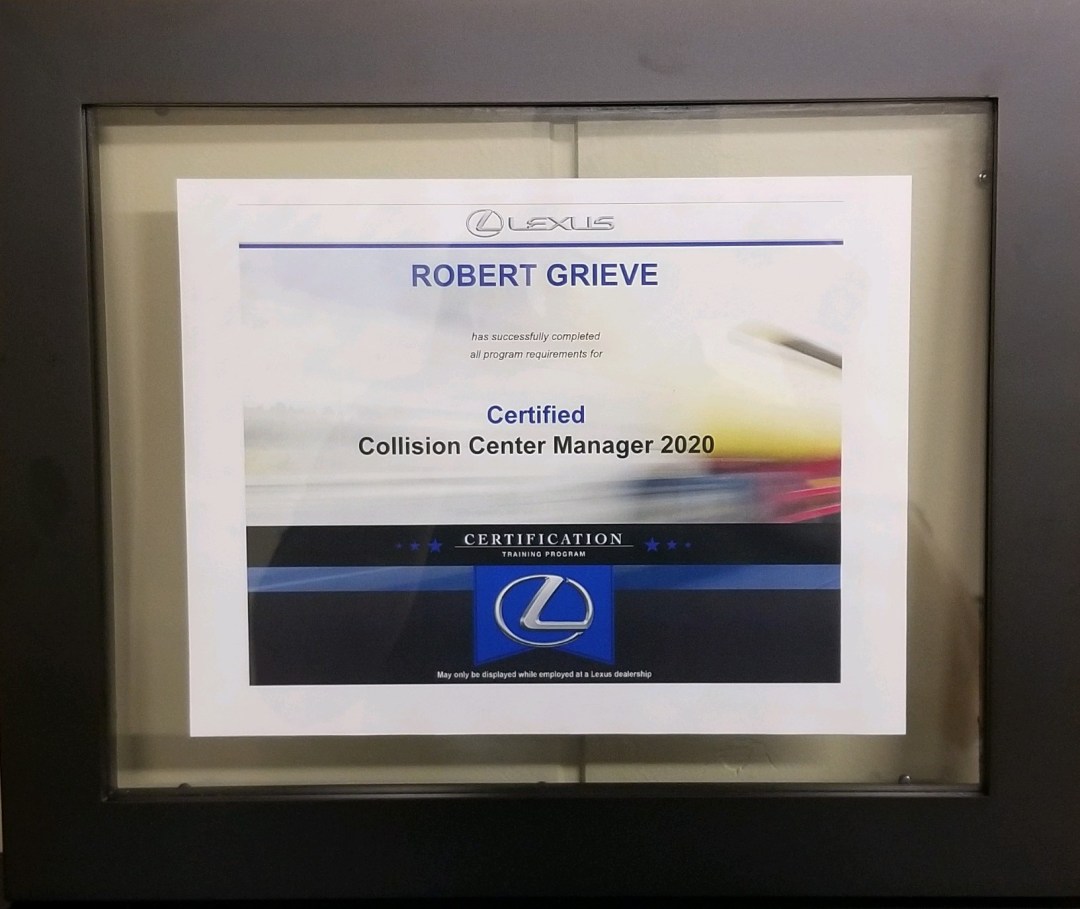 LEXUS
ROBERT GRIEVE
has successfully completed
all program requirements for
Certified
Collision Center Manager 2020
CERTIFICATION
TRAINING PROGRAM
May only be displayed while employed at a Lexus dealership